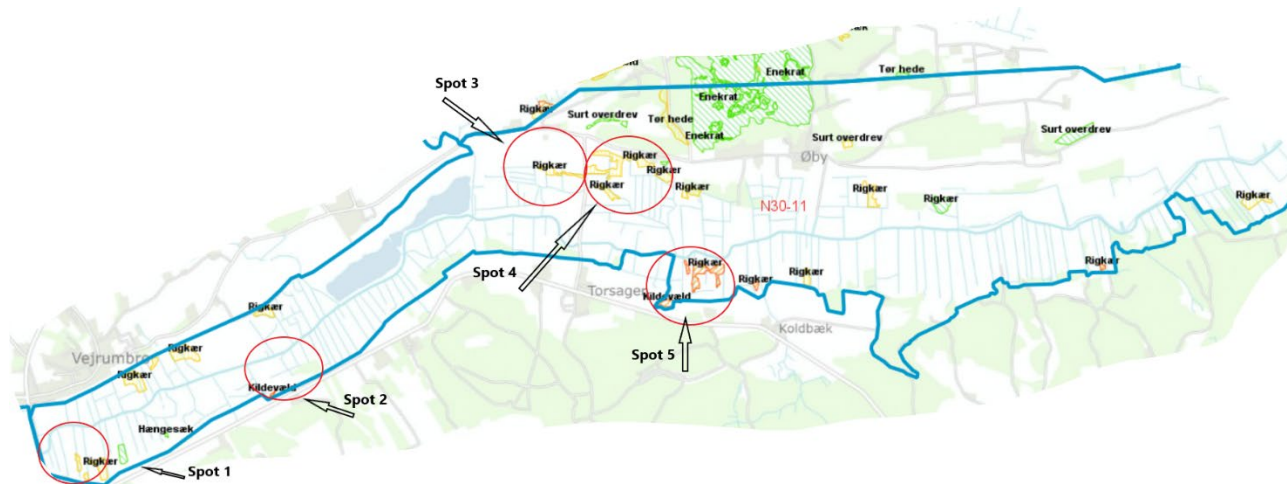 Enekrat
Enekrat
Tør hede
Spot 3
Rigkær
Enekrat
Surt overdrev
Tør hede
Enekrat
Surt overdrev
Surt overdrev
Øby
Rigkær
Rigkær
Rigkær
Rigkær
Rigkær
Rigkær
Rigkær
Rigkær
N30-11
Spot 4
Rigkær
Rigkær
Torsager
Kildevæld
Rigkær
Rigkær
Rigkær
Koldbæk
Vejrumbro
Rigkær
Rigkær
Spot 5
Kildevæld
Spot 2
Hængesæk
Rigkær
Spot 1